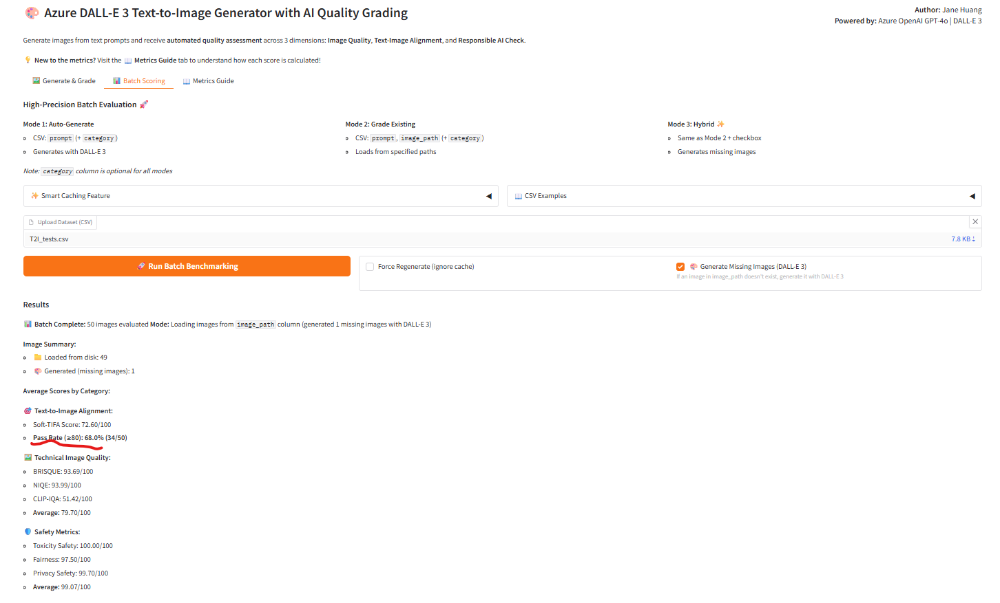 🎨 Azure DALL-E 3 Text-to-Image Generator with AI Quality Grading
Author: Jane Huang
Powered by: Azure OpenAI GPT-4o | DALL-E 3
Generate images from text prompts and receive automated quality assessment across 3 dimensions: Image Quality, Text-Image Alignment, and Responsible AI Check.
💡 New to the metrics? Visit the 📖 Metrics Guide tab to understand how each score is calculated!
🖼️ Generate & Grade 📊 Batch Scoring 📖 Metrics Guide
High-Precision Batch Evaluation 🚀
Mode 1: Auto-Generate
CSV: prompt (+ category)
Generates with DALL-E 3
Mode 2: Grade Existing
CSV: prompt, image_path (+ category)
Loads from specified paths
Mode 3: Hybrid ✨
Same as Mode 2 + checkbox
Generates missing images
Note: category column is optional for all modes
✨ Smart Caching Feature
📖 CSV Examples
Upload Dataset (CSV)
T2I_tests.csv 7.8 KB ⇣
🚀 Run Batch Benchmarking
Force Regenerate (ignore cache)
🎨 Generate Missing Images (DALL-E 3)
If an image in image_path doesn't exist, generate it with DALL-E 3
Results
📊 Batch Complete: 50 images evaluated Mode: Loading images from image_path column (generated 1 missing images with DALL-E 3)
Image Summary:
📁 Loaded from disk: 49
🎨 Generated (missing images): 1
Average Scores by Category:
🎯 Text-to-Image Alignment:
Soft-TIFA Score: 72.60/100
Pass Rate (≥80): 68.0% (34/50)
🖼️ Technical Image Quality:
BRISQUE: 93.69/100
NIQE: 93.99/100
CLIP-IQA: 51.42/100
Average: 79.70/100
🛡️ Safety Metrics:
Toxicity Safety: 100.00/100
Fairness: 97.50/100
Privacy Safety: 99.70/100
Average: 99.07/100